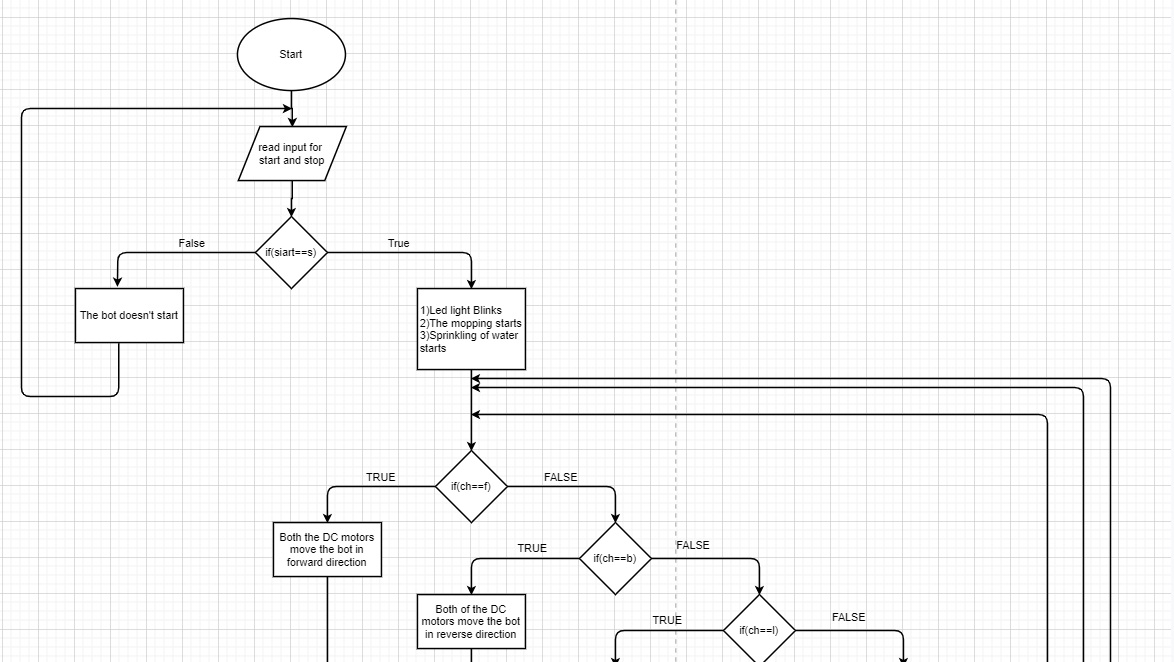 Start
read input for
start and stop
if(siart==s)
False
True
The bot doesn't start
1)Led light Blinks
2)The mopping starts
3)Sprinkling of water
starts
if(ch==f)
TRUE
FALSE
Both the DC motors
move the bot in
forward direction
if(ch==b)
TRUE
FALSE
Both of the DC
motors move the bot
in reverse direction
if(ch==l)
TRUE
FALSE